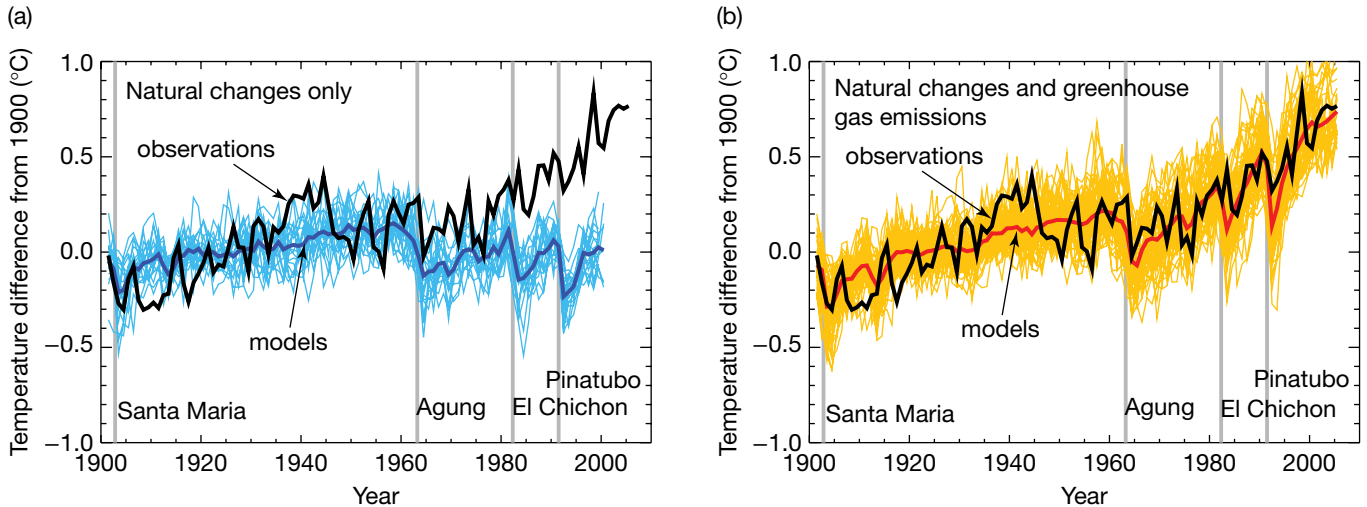 (a)
Temperature difference from 1900 (°C)
1.0
0.5
0.0
−0.5
−1.0
Natural changes only
observations
models
Santa Maria
Agung
Pinatubo
El Chichon
1900 1920 1940 1960 1980 2000
Year
(b)
Temperature difference from 1900 (°C)
1.0
0.5
0.0
−0.5
−1.0
Natural changes and greenhouse
gas emissions
observations
models
Santa Maria
Agung
Pinatubo
El Chichon
1900 1920 1940 1960 1980 2000
Year